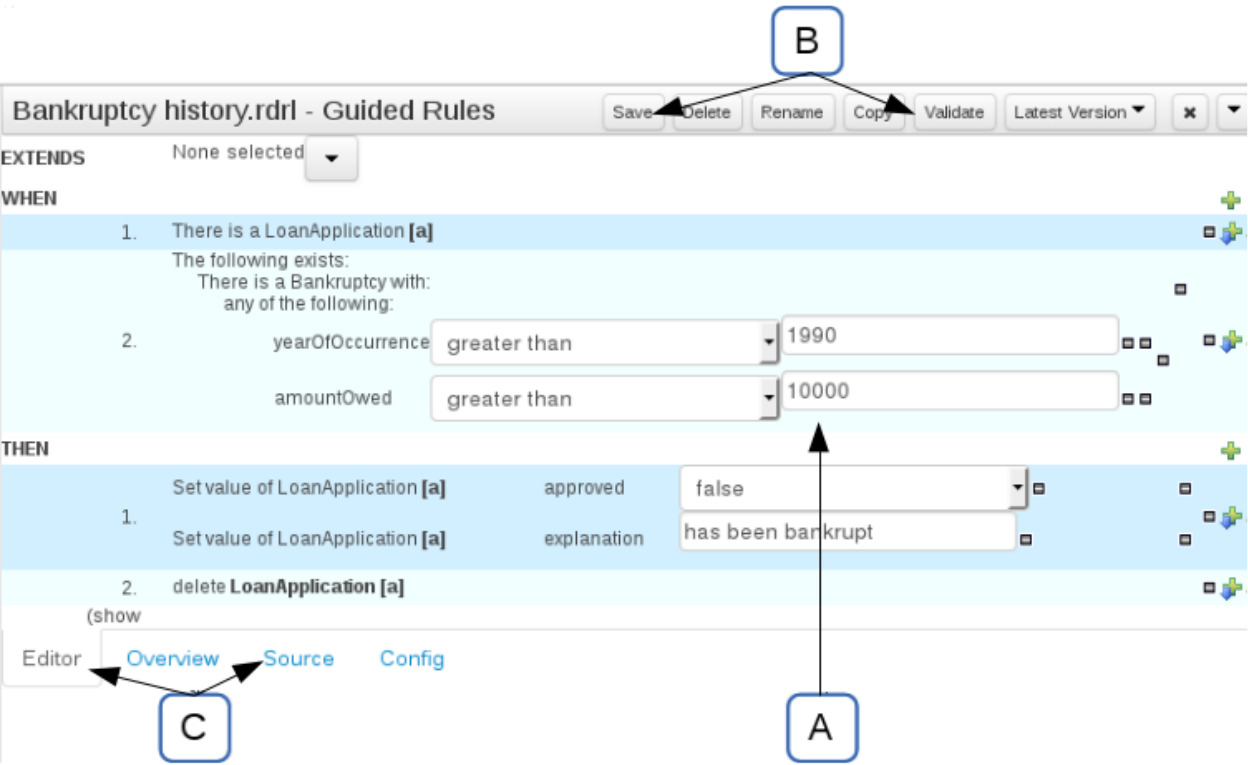 B
Bankruptcy history.rdrl - Guided Rules Save Delete Rename Copy Validate Latest Version
EXTENDS None selected
WHEN
1. There is a LoanApplication [a]
The following exists:
There is a Bankruptcy with:
any of the following:
2. yearOfOccurrence greater than 1990
amountOwed greater than 10000
THEN
1. Set value of LoanApplication [a] approved false
Set value of LoanApplication [a] explanation has been bankrupt
2. delete LoanApplication [a]
(show
Editor Overview Source Config
C A